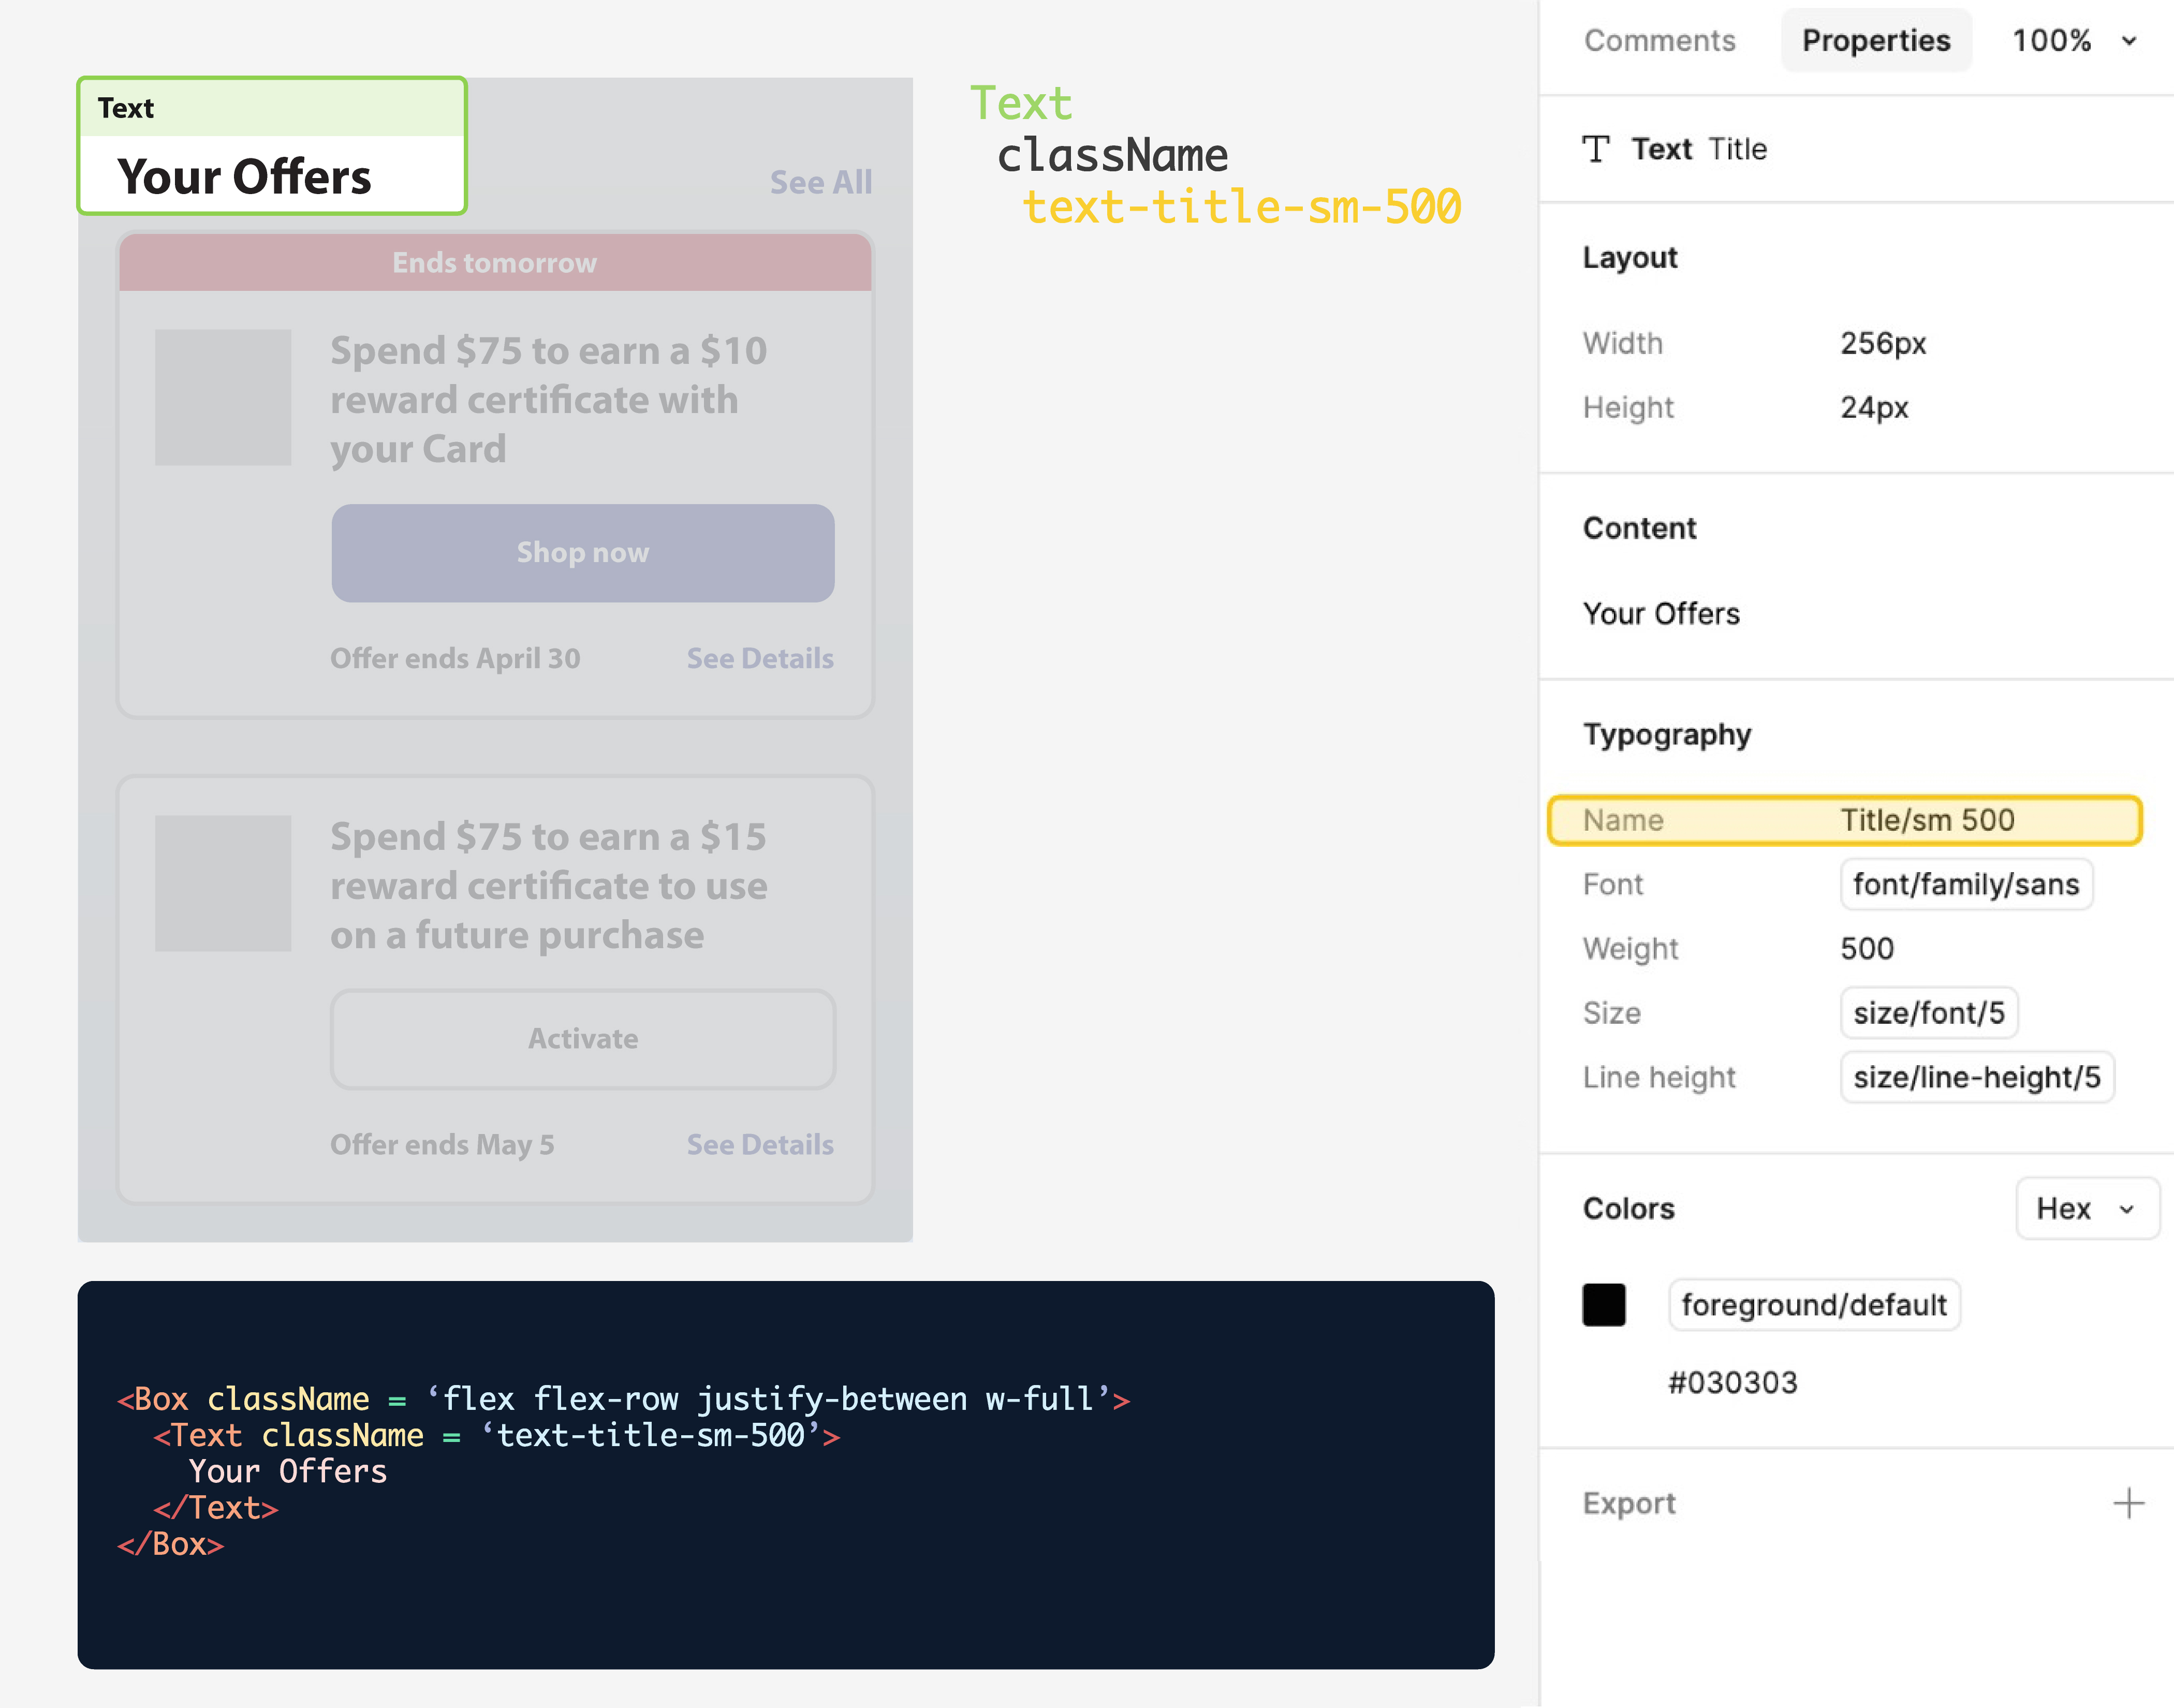 Text
Your Offers
See All
Ends tomorrow
Spend $75 to earn a $10
reward certificate with
your Card
Shop now
Offer ends April 30
See Details
Spend $75 to earn a $15
reward certificate to use
on a future purchase
Activate
Offer ends May 5
See Details
Text
className
text-title-sm-500
<Box className = ‘flex flex-row justify-between w-full’>
<Text className = ‘text-title-sm-500’>
Your Offers
</Text>
</Box>
Comments Properties 100%
T Text Title
Layout
Width 256px
Height 24px
Content
Your Offers
Typography
Name Title/sm 500
Font font/family/sans
Weight 500
Size size/font/5
Line height size/line-height/5
Colors Hex
foreground/default
#030303
Export